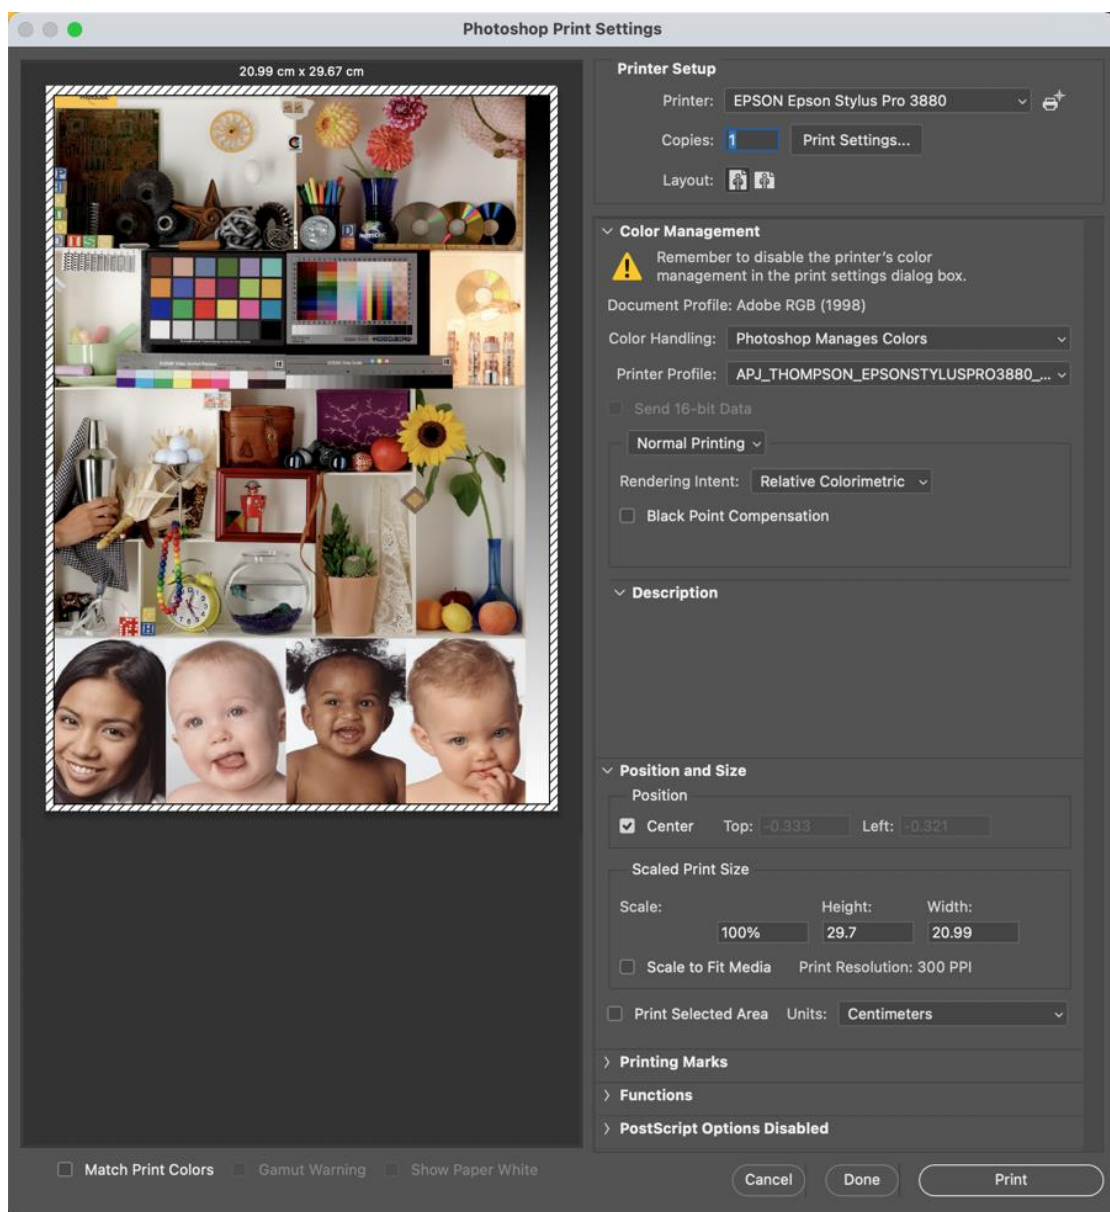 Photoshop Print Settings
20.99 cm x 29.67 cm
Printer Setup
Printer: EPSON Epson Stylus Pro 3880
Copies: 1 Print Settings...
Layout:
Color Management
Remember to disable the printer's color
management in the print settings dialog box.
Document Profile: Adobe RGB (1998)
Color Handling: Photoshop Manages Colors
Printer Profile: APJ_THOMPSON_EPSONSTYLUSPRO3880_...
Send 16-bit Data
Normal Printing
Rendering Intent: Relative Colorimetric
Black Point Compensation
Description
Position and Size
Position
Center Top: -0.333 Left: -0.321
Scaled Print Size
Scale: Height: Width:
100% 29.7 20.99
Scale to Fit Media Print Resolution: 300 PPI
Print Selected Area Units: Centimeters
Printing Marks
Functions
PostScript Options Disabled
Match Print Colors Gamut Warning Show Paper White
Cancel Done Print